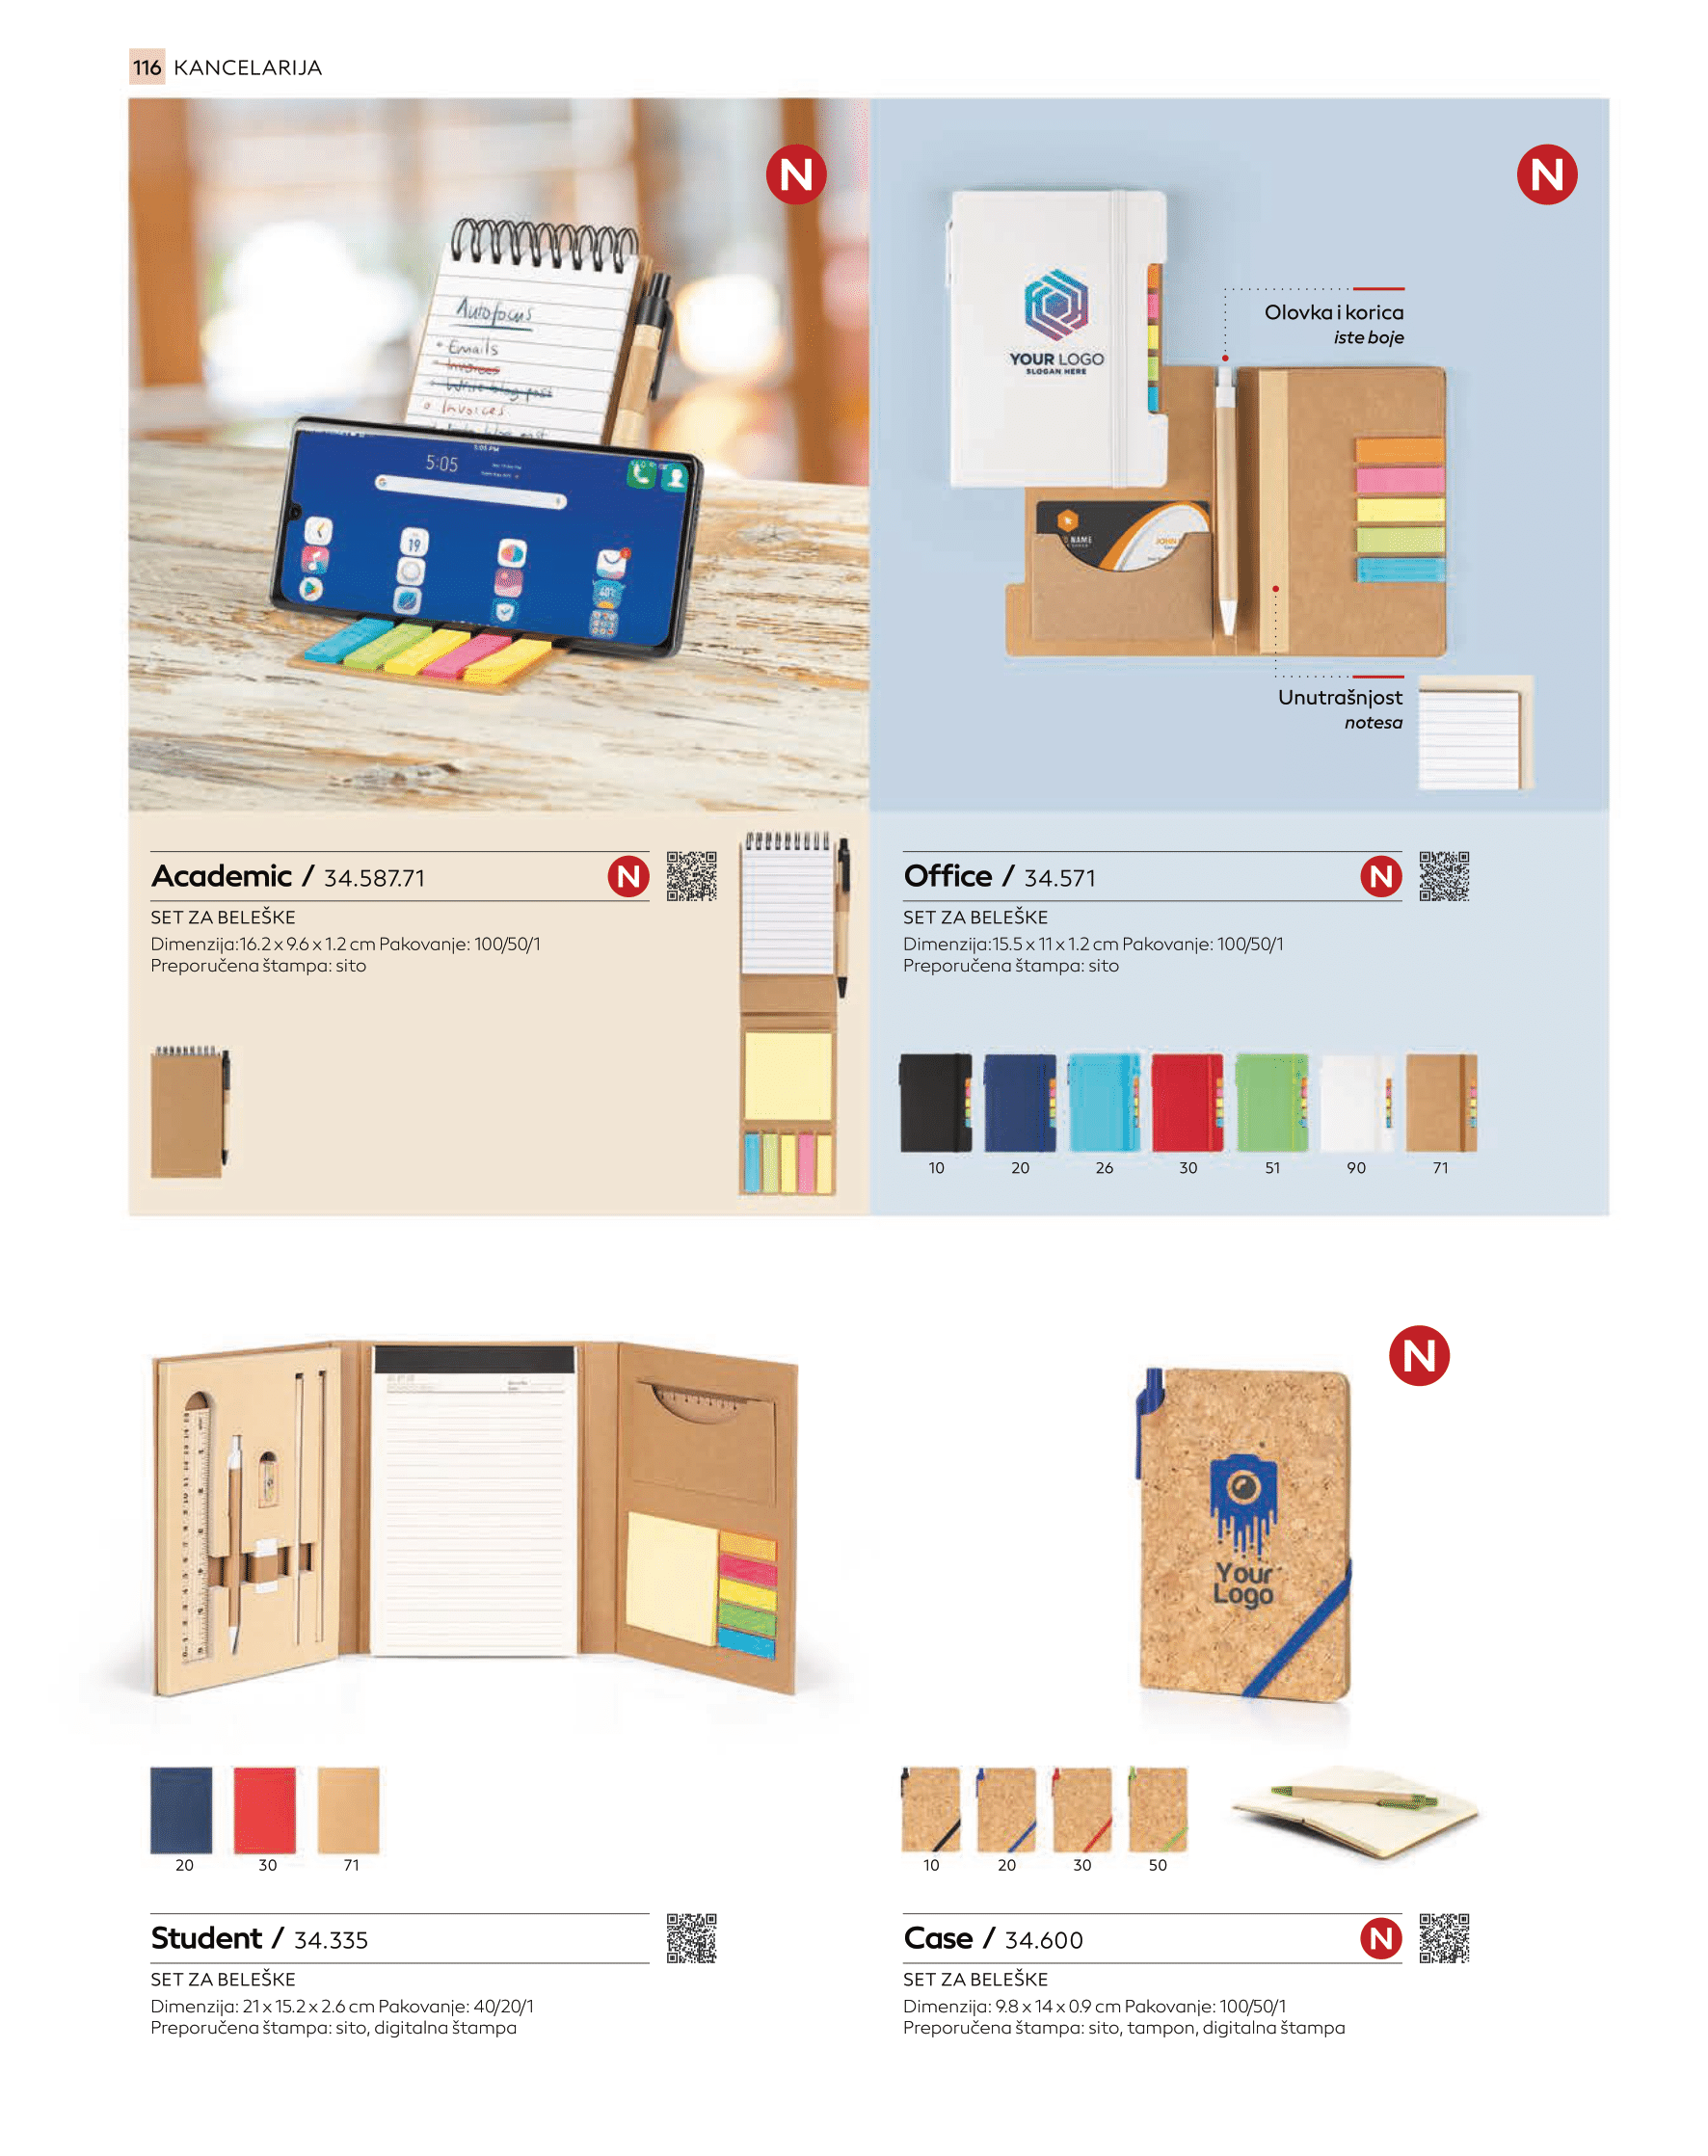 116 KANCELARIJA
N
N
Autofocus
Emails
Invoices
Write blog post
Invoices
5:05 PM
5:05
19
YOUR LOGO
SLOGAN HERE
Olovka i korica
iste boje
NAME
JOHN
Unutrašnjost
notesa
Academic / 34.587.71 N
SET ZA BELEŠKE
Dimenzija:16.2 x 9.6 x 1.2 cm Pakovanje: 100/50/1
Preporučena štampa: sito
Office / 34.571 N
SET ZA BELEŠKE
Dimenzija:15.5 x 11 x 1.2 cm Pakovanje: 100/50/1
Preporučena štampa: sito
10 20 26 30 51 90 71
N
Your
Logo
20 30 71
10 20 30 50
Student / 34.335
SET ZA BELEŠKE
Dimenzija: 21 x 15.2 x 2.6 cm Pakovanje: 40/20/1
Preporučena štampa: sito, digitalna štampa
Case / 34.600 N
SET ZA BELEŠKE
Dimenzija: 9.8 x 14 x 0.9 cm Pakovanje: 100/50/1
Preporučena štampa: sito, tampon, digitalna štampa